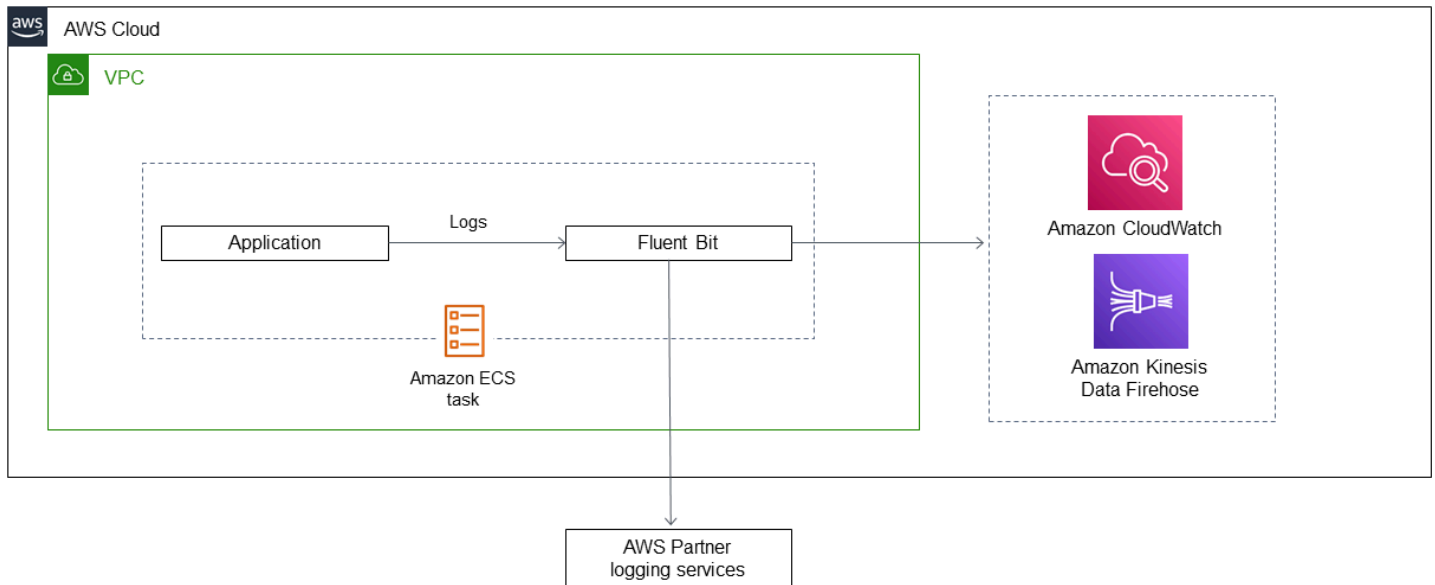 aws
AWS Cloud
VPC
Logs
Application
Fluent Bit
Amazon ECS
task
Amazon CloudWatch
Amazon Kinesis
Data Firehose
AWS Partner
logging services